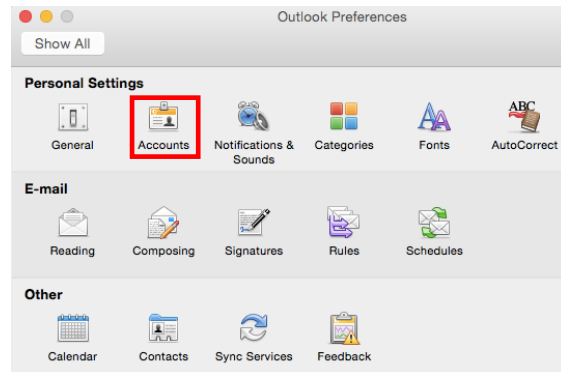 Outlook Preferences
Show All
Personal Settings
General Accounts Notifications & Sounds Categories Fonts AutoCorrect
ABC
E-mail
Reading Composing Signatures Rules Schedules
Other
Calendar Contacts Sync Services Feedback